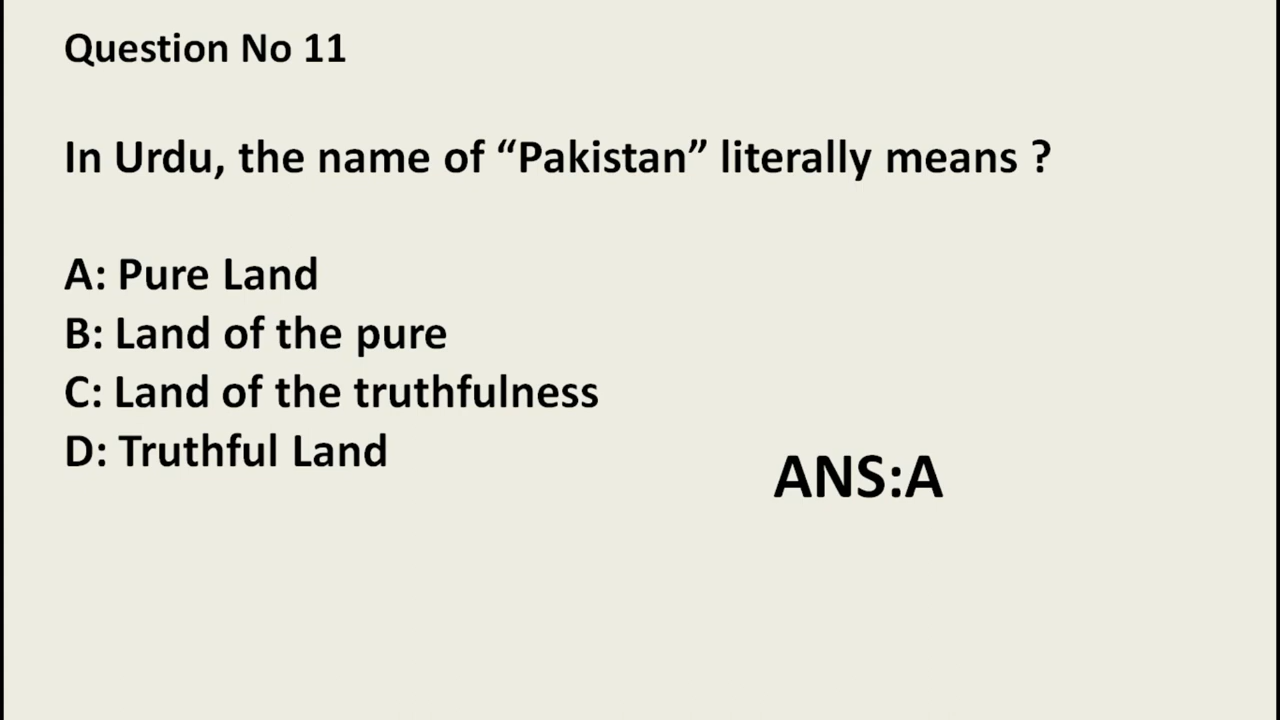 Question No 11
In Urdu, the name of “Pakistan” literally means ?
A: Pure Land
B: Land of the pure
C: Land of the truthfulness
D: Truthful Land
ANS:A